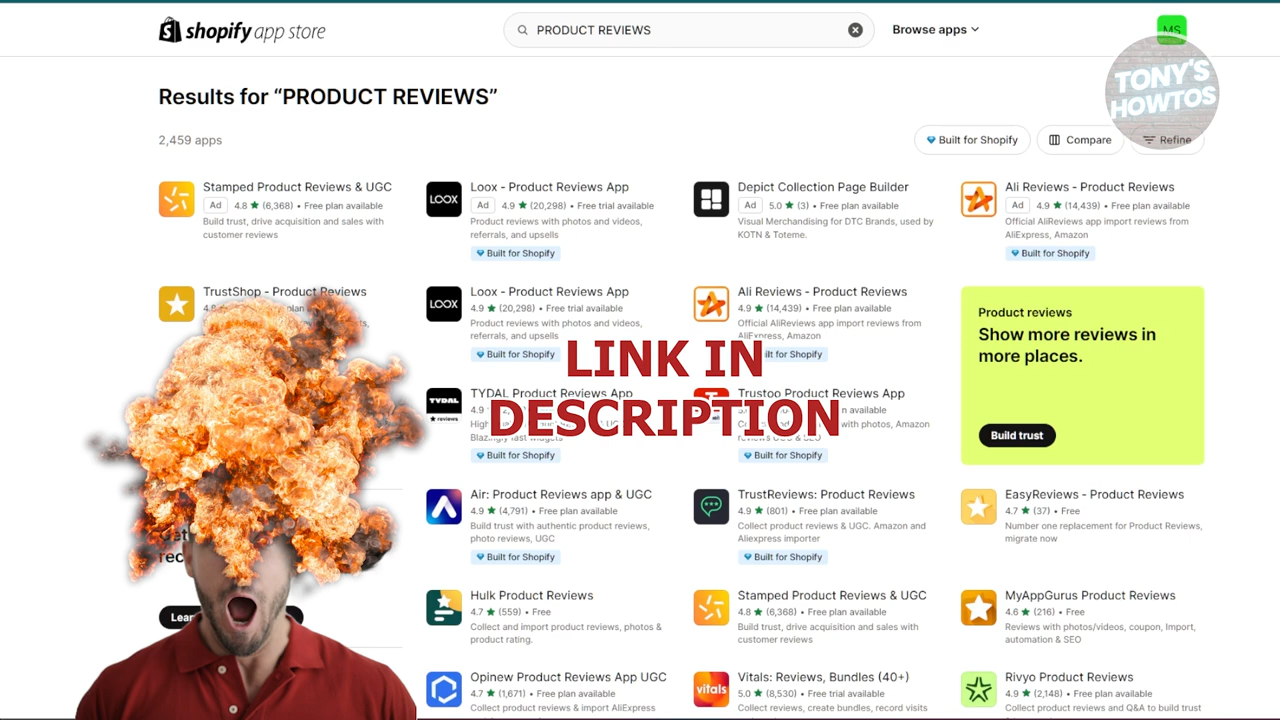 shopify app store
PRODUCT REVIEWS
Browse apps
MS
TONY'S
HOWTOS
Results for “PRODUCT REVIEWS”
2,459 apps
Built for Shopify
Compare
Refine
Stamped Product Reviews & UGC
Ad 4.8 ★ (6,368) • Free plan available
Build trust, drive acquisition and sales with
customer reviews
LOOX
Loox - Product Reviews App
Ad 4.9 ★ (20,298) • Free trial available
Product reviews with photos and videos,
referrals, and upsells
Built for Shopify
Depict Collection Page Builder
Ad 5.0 ★ (3) • Free plan available
Visual Merchandising for DTC Brands, used by
KOTN & Toteme.
Ali Reviews - Product Reviews
Ad 4.9 ★ (14,439) • Free plan available
Official AliReviews app import reviews from
AliExpress, Amazon
Built for Shopify
TrustShop - Product Reviews
LOOX
Loox - Product Reviews App
4.9 ★ (20,298) • Free trial available
Product reviews with photos and videos,
referrals, and upsells
Built for Shopify
Ali Reviews - Product Reviews
4.9 ★ (14,439) • Free plan available
Official AliReviews app import reviews from
AliExpress, Amazon
Built for Shopify
Product reviews
Show more reviews in
more places.
Build trust
LINK IN
DESCRIPTION
TYDAL
★ reviews
TYDAL Product Reviews App
4.9
Built for Shopify
Trustoo Product Reviews App
available
with photos, Amazon
Built for Shopify
Air: Product Reviews app & UGC
4.9 ★ (4,791) • Free plan available
Build trust with authentic product reviews,
photo reviews, UGC
Built for Shopify
TrustReviews: Product Reviews
4.9 ★ (801) • Free plan available
Collect product reviews & UGC. Amazon and
Aliexpress importer
Built for Shopify
EasyReviews - Product Reviews
4.7 ★ (37) • Free
Number one replacement for Product Reviews,
migrate now
Hulk Product Reviews
4.7 ★ (559) • Free
Collect and import product reviews, photos &
product rating.
Stamped Product Reviews & UGC
4.8 ★ (6,368) • Free plan available
Build trust, drive acquisition and sales with
customer reviews
MyAppGurus Product Reviews
4.6 ★ (216) • Free
Reviews with photos/videos, coupon, Import,
automation & SEO
Opinew Product Reviews App UGC
4.7 ★ (1,671) • Free plan available
Collect product reviews & import AliExpress
vitals
Vitals: Reviews, Bundles (40+)
5.0 ★ (8,530) • Free trial available
Collect reviews, create bundles, record visits
Rivyo Product Reviews
4.9 ★ (2,148) • Free plan available
Collect product reviews and Q&A to build trust